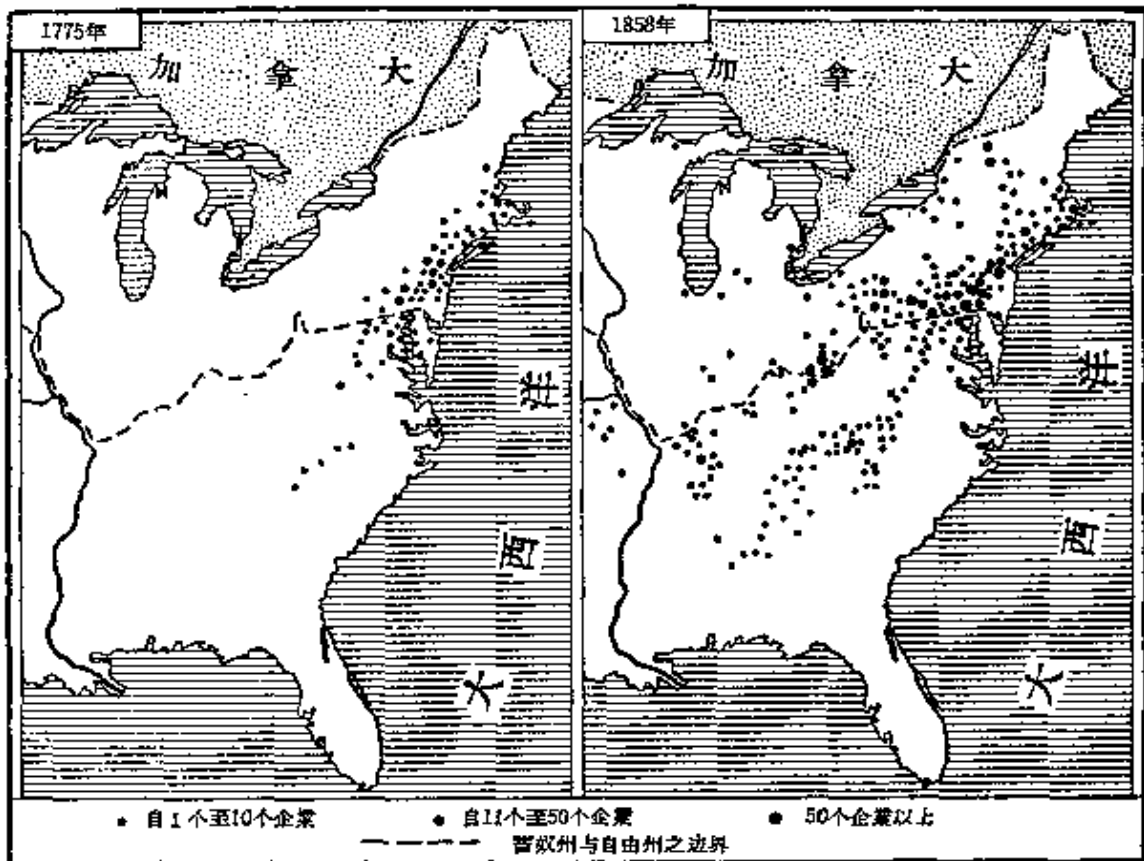 1775年
加拿大
大西洋
1858年
加拿大
大西洋
自1个至10个企業
自11个至50个企業
50个企業以上
蓄奴州与自由州之边界